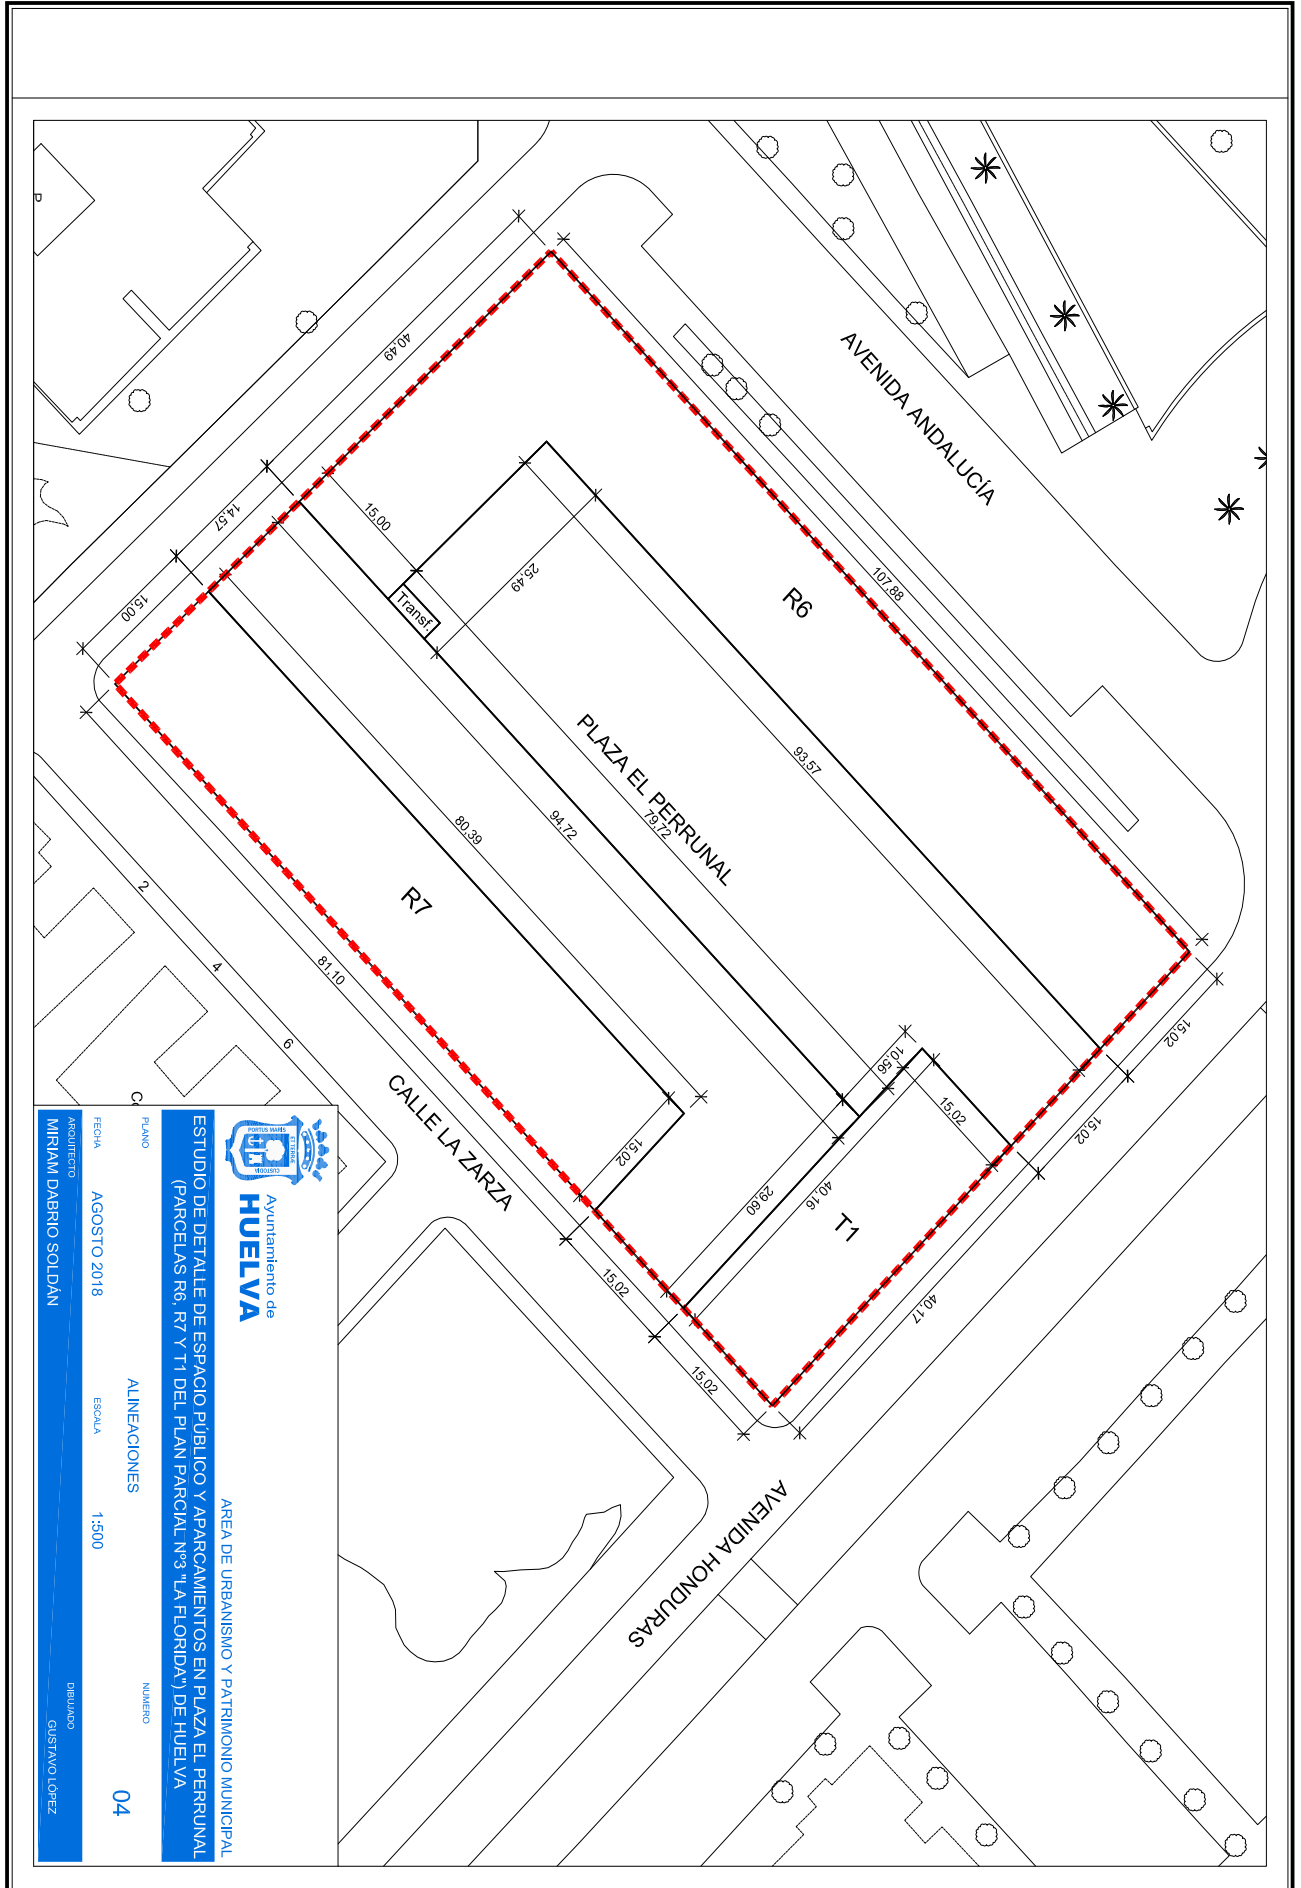 AVENIDA ANDALUCÍA
40,49
14,57
15,00
15,00
25,49
Transf.
107,88
R6
PLAZA EL PERRUNAL
93,57
79,72
94,72
80,39
R7
81,10
2
4
6
CALLE LA ZARZA
15,02
15,02
10,56
15,02
15,02
29,60
40,16
T1
15,02
15,02
40,17
AVENIDA HONDURAS
P
PORTUS MARIS
ET TERRE
CUSTODIA
Ayuntamiento de
HUELVA
AREA DE URBANISMO Y PATRIMONIO MUNICIPAL
ESTUDIO DE DETALLE DE ESPACIO PÚBLICO Y APARCAMIENTOS EN PLAZA EL PERRUNAL
(PARCELAS R6, R7 Y T1 DEL PLAN PARCIAL Nº3 "LA FLORIDA") DE HUELVA
PLANO
ALINEACIONES
NUMERO
04
FECHA
AGOSTO 2018
ESCALA
1:500
ARQUITECTO
MIRIAM DABRIO SOLDÁN
DIBUJADO
GUSTAVO LÓPEZ